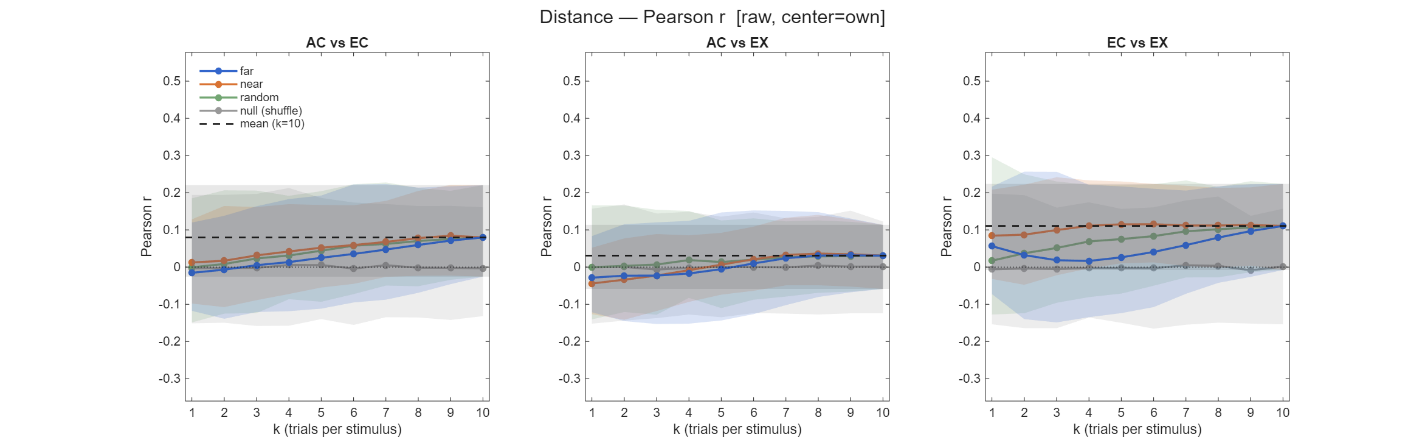 Distance — Pearson r  [raw, center=own]
AC vs EC
AC vs EX
EC vs EX
far
near
random
null (shuffle)
mean (k=10)
Pearson r
0.5
0.4
0.3
0.2
0.1
0
-0.1
-0.2
-0.3
1 2 3 4 5 6 7 8 9 10
k (trials per stimulus)
Pearson r
0.5
0.4
0.3
0.2
0.1
0
-0.1
-0.2
-0.3
1 2 3 4 5 6 7 8 9 10
k (trials per stimulus)
Pearson r
0.5
0.4
0.3
0.2
0.1
0
-0.1
-0.2
-0.3
1 2 3 4 5 6 7 8 9 10
k (trials per stimulus)